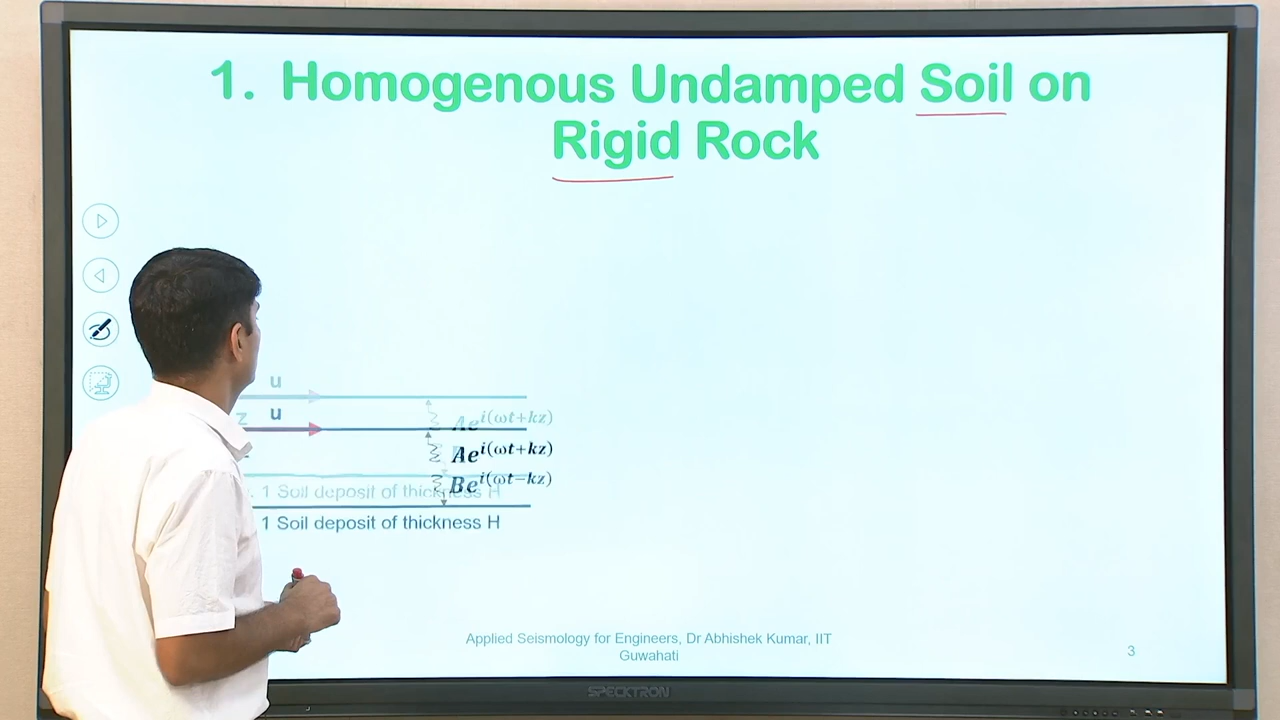 1. Homogenous Undamped Soil on
Rigid Rock
u
Ae^{i(ωt+kz)}
z u
Ae^{i(ωt+kz)}
Be^{i(ωt-kz)}
1 Soil deposit of thickness H
1 Soil deposit of thickness H
Applied Seismology for Engineers, Dr Abhishek Kumar, IIT
Guwahati
3
SPECKTRON